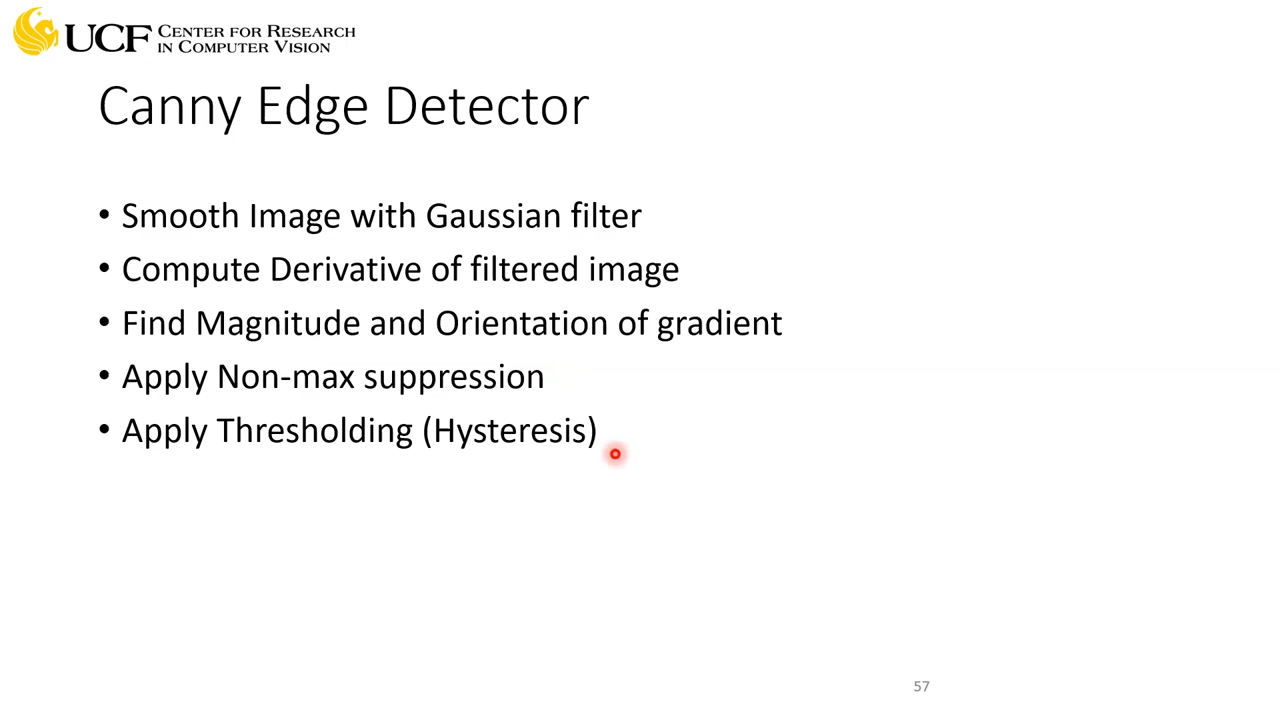 UCF CENTER FOR RESEARCH
IN COMPUTER VISION
Canny Edge Detector
• Smooth Image with Gaussian filter
• Compute Derivative of filtered image
• Find Magnitude and Orientation of gradient
• Apply Non-max suppression
• Apply Thresholding (Hysteresis)
57